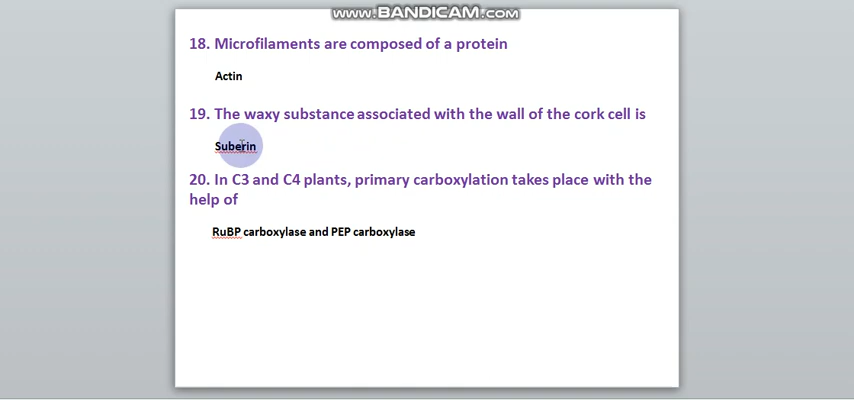 www.BANDICAM.com
18. Microfilaments are composed of a protein
Actin
19. The waxy substance associated with the wall of the cork cell is
Suberin
20. In C3 and C4 plants, primary carboxylation takes place with the
help of
RuBP carboxylase and PEP carboxylase